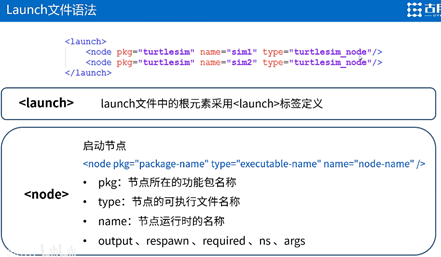 Launch文件语法
<launch>
<node pkg="turtlesim" name="sim1" type="turtlesim_node"/>
<node pkg="turtlesim" name="sim2" type="turtlesim_node"/>
</launch>
<launch> launch文件中的根元素采用<launch>标签定义
启动节点
<node pkg="package-name" type="executable-name" name="node-name" />
<node>
• pkg：节点所在的功能包名称
• type：节点的可执行文件名称
• name：节点运行时的名称
• output 、respawn 、required 、ns 、args